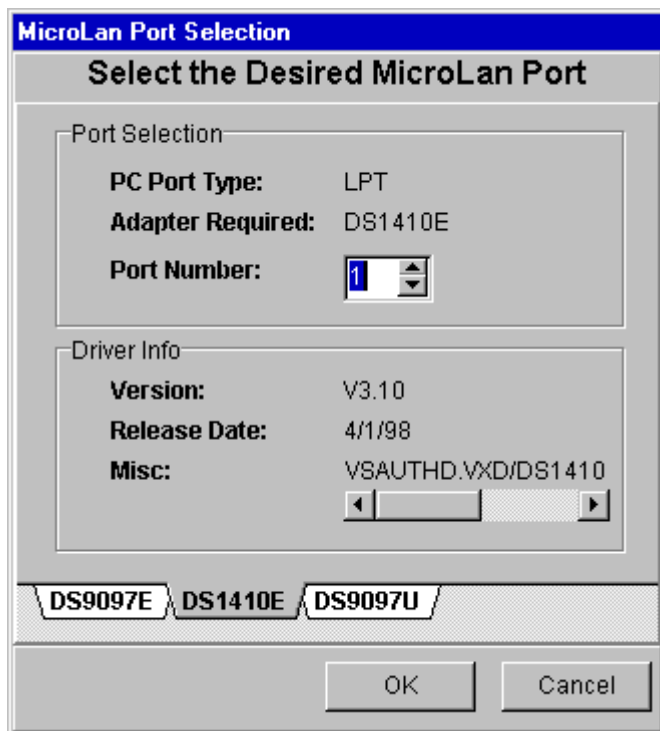 MicroLan Port Selection
Select the Desired MicroLan Port
Port Selection
PC Port Type: LPT
Adapter Required: DS1410E
Port Number: 1
Driver Info
Version: V3.10
Release Date: 4/1/98
Misc: VSAUTHD.VXD/DS1410
DS9097E DS1410E DS9097U
OK Cancel